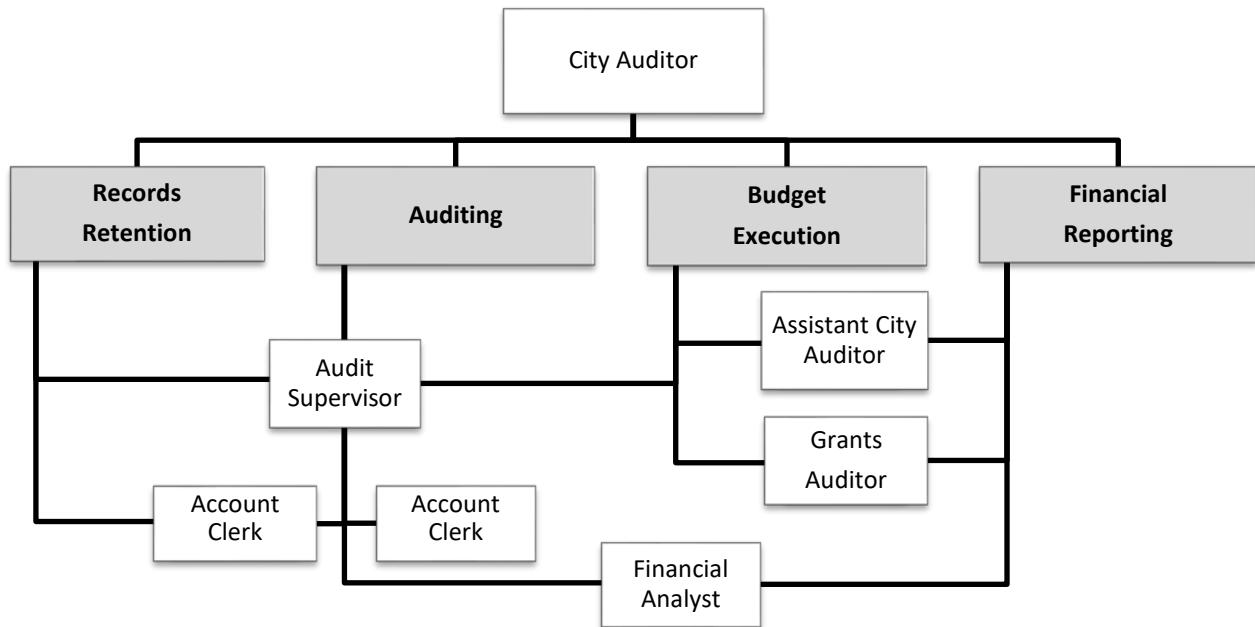 City Auditor
Records
Retention
Auditing
Budget
Execution
Financial
Reporting
Assistant City
Auditor
Audit
Supervisor
Grants
Auditor
Account
Clerk
Account
Clerk
Financial
Analyst